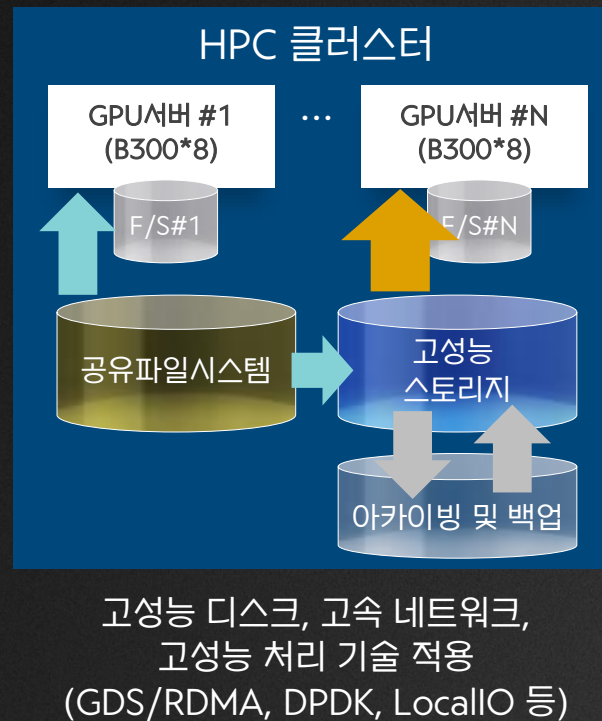 HPC 클러스터
GPU서버 #1
(B300*8)
...
GPU서버 #N
(B300*8)
F/S#1
F/S#N
공유파일시스템
고성능
스토리지
아카이빙 및 백업
고성능 디스크, 고속 네트워크,
고성능 처리 기술 적용
(GDS/RDMA, DPDK, LocalIO 등)